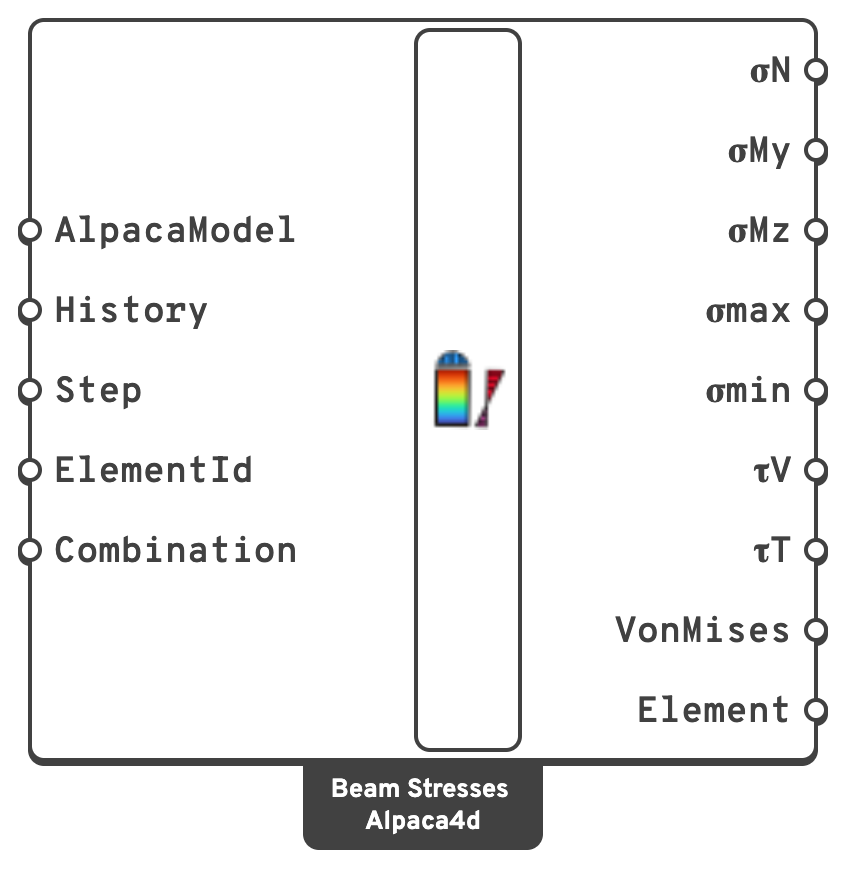 AlpacaModel
History
Step
ElementId
Combination
σN
σMy
σMz
σmax
σmin
τV
τT
VonMises
Element
Beam Stresses
Alpaca4d